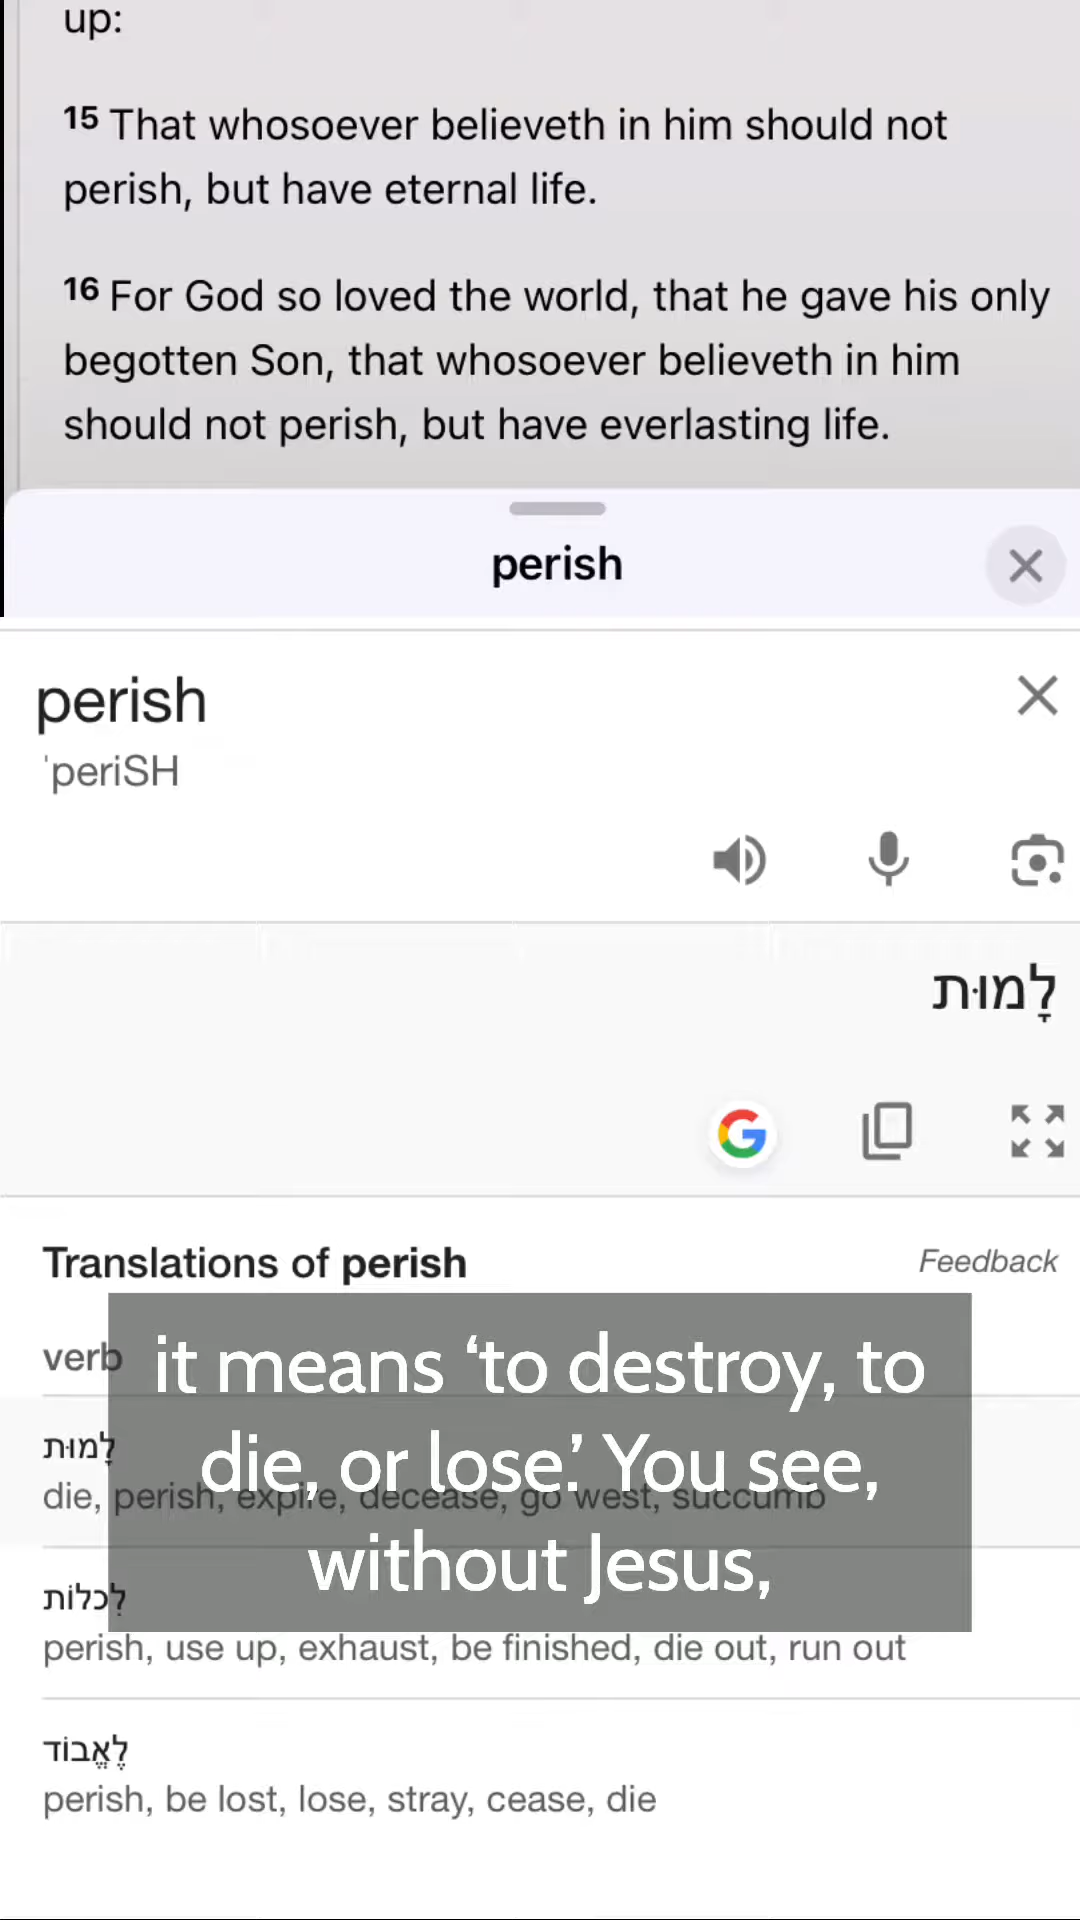 up:
15 That whosoever believeth in him should not
perish, but have eternal life.
16 For God so loved the world, that he gave his only
begotten Son, that whosoever believeth in him
should not perish, but have everlasting life.
perish
perish
ˈperiSH
לָמוּת
Translations of perish
Feedback
verb
it means ‘to destroy, to
die, or lose.’ You see,
without Jesus,
לָמוּת
die, perish, expire, decease, go west, succumb
לִכלוֹת
perish, use up, exhaust, be finished, die out, run out
לֶאֱבוֹד
perish, be lost, lose, stray, cease, die